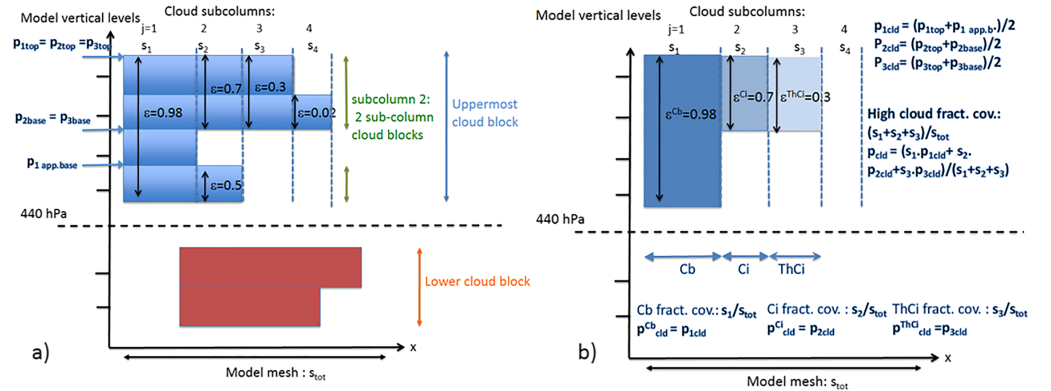 Model vertical levels
Cloud subcolumns:
j=1 2 3 4
s1 s2 s3 s4
p1top= p2top =p3top
ε=0.98
ε=0.7
ε=0.3
ε=0.02
p2base = p3base
p1 app.base
ε=0.5
subcolumn 2:
2 sub-column
cloud blocks
Uppermost
cloud block
440 hPa
Lower cloud block
a)
x
Model mesh : stot
Model vertical levels
Cloud subcolumns:
j=1 2 3 4
s1 s2 s3 s4
εCb=0.98
εCi=0.7
εThCi=0.3
p1cld = (p1top+p1 app.b.)/2
P2cld = (p2top+p2base)/2
P3cld = (p3top+p3base)/2
High cloud fract. cov.:
(s1+s2+s3)/stot
pcld = (s1.p1cld+ s2.
p2cld+s3.p3cld)/(s1+s2+s3)
440 hPa
Cb Ci ThCi
Cb fract. cov.: s1/stot
pCbcld = p1cld
Ci fract. cov. : s2/stot
pCicld = p2cld
ThCi fract. cov. : s3/stot
pThCicld =p3cld
b)
x
Model mesh: stot